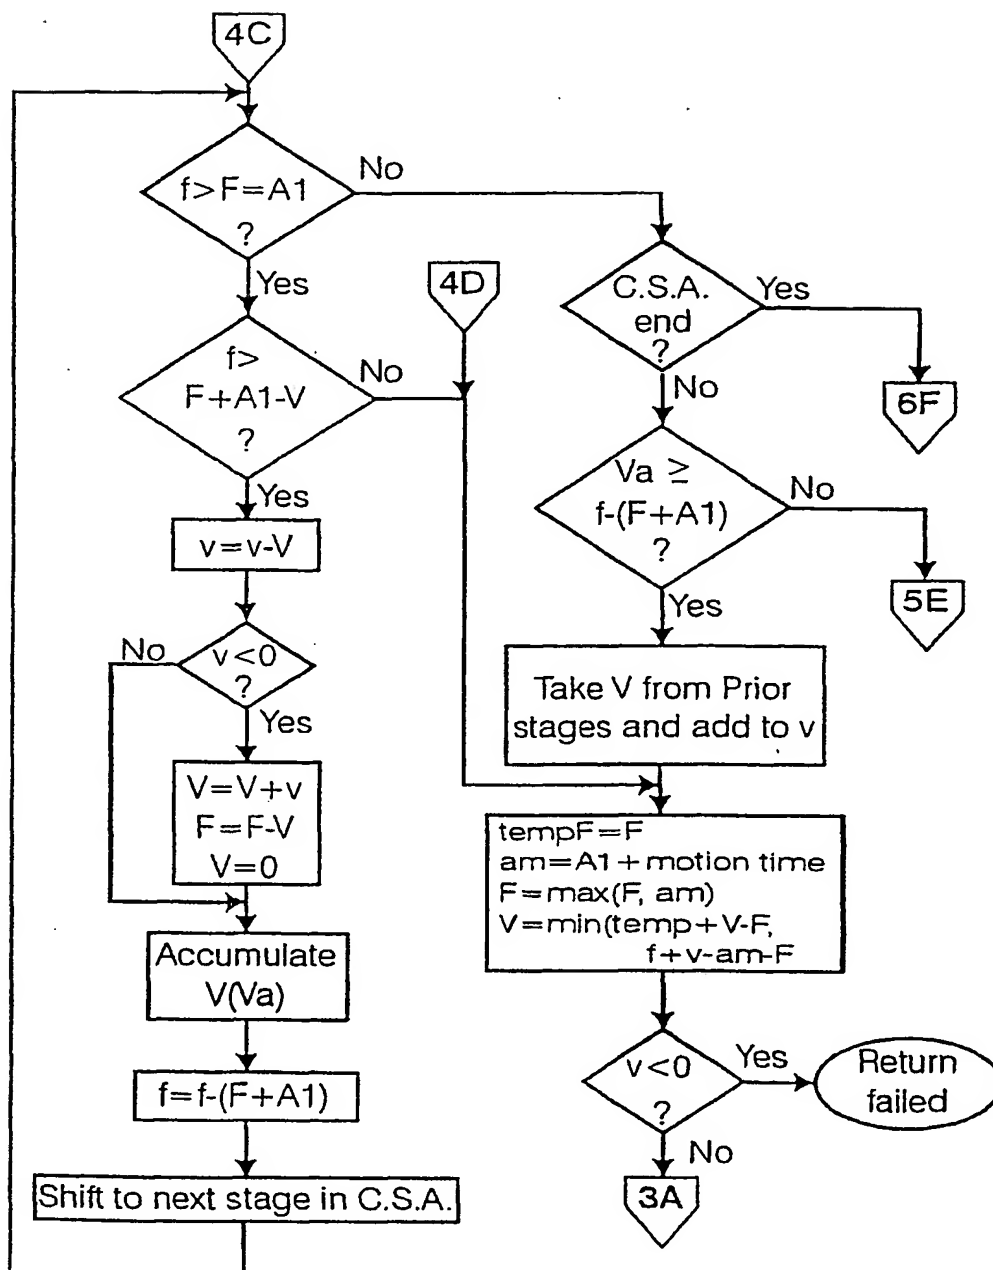 4C
f>F=A1
?
No
Yes
4D
C.S.A.
end
?
Yes
No
6F
f>
F+A1-V
?
No
Yes
Va ≥
f-(F+A1)
?
No
Yes
5E
v=v-V
v<0
?
No
Yes
Take V from Prior
stages and add to v
V=V+v
F=F-V
V=0
tempF=F
am=A1+motion time
F=max(F, am)
V=min(temp+V-F,
f+v-am-F
Accumulate
V(Va)
v<0
?
Yes
Return
failed
No
f=f-(F+A1)
Shift to next stage in C.S.A.
3A